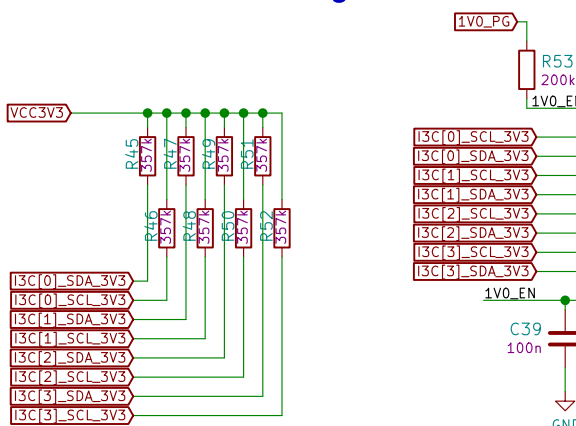 1V0_PG
R53
200k
VCC3V3
R45
357k
R47
357k
R49
357k
R51
357k
R46
357k
R48
357k
R50
357k
R52
357k
I3C[0]_SCL_3V3
I3C[0]_SDA_3V3
I3C[1]_SCL_3V3
I3C[1]_SDA_3V3
I3C[2]_SCL_3V3
I3C[2]_SDA_3V3
I3C[3]_SCL_3V3
I3C[3]_SDA_3V3
I3C[0]_SDA_3V3
I3C[0]_SCL_3V3
I3C[1]_SDA_3V3
I3C[1]_SCL_3V3
I3C[2]_SDA_3V3
I3C[2]_SCL_3V3
I3C[3]_SDA_3V3
I3C[3]_SCL_3V3
1V0_EN
C39
100n